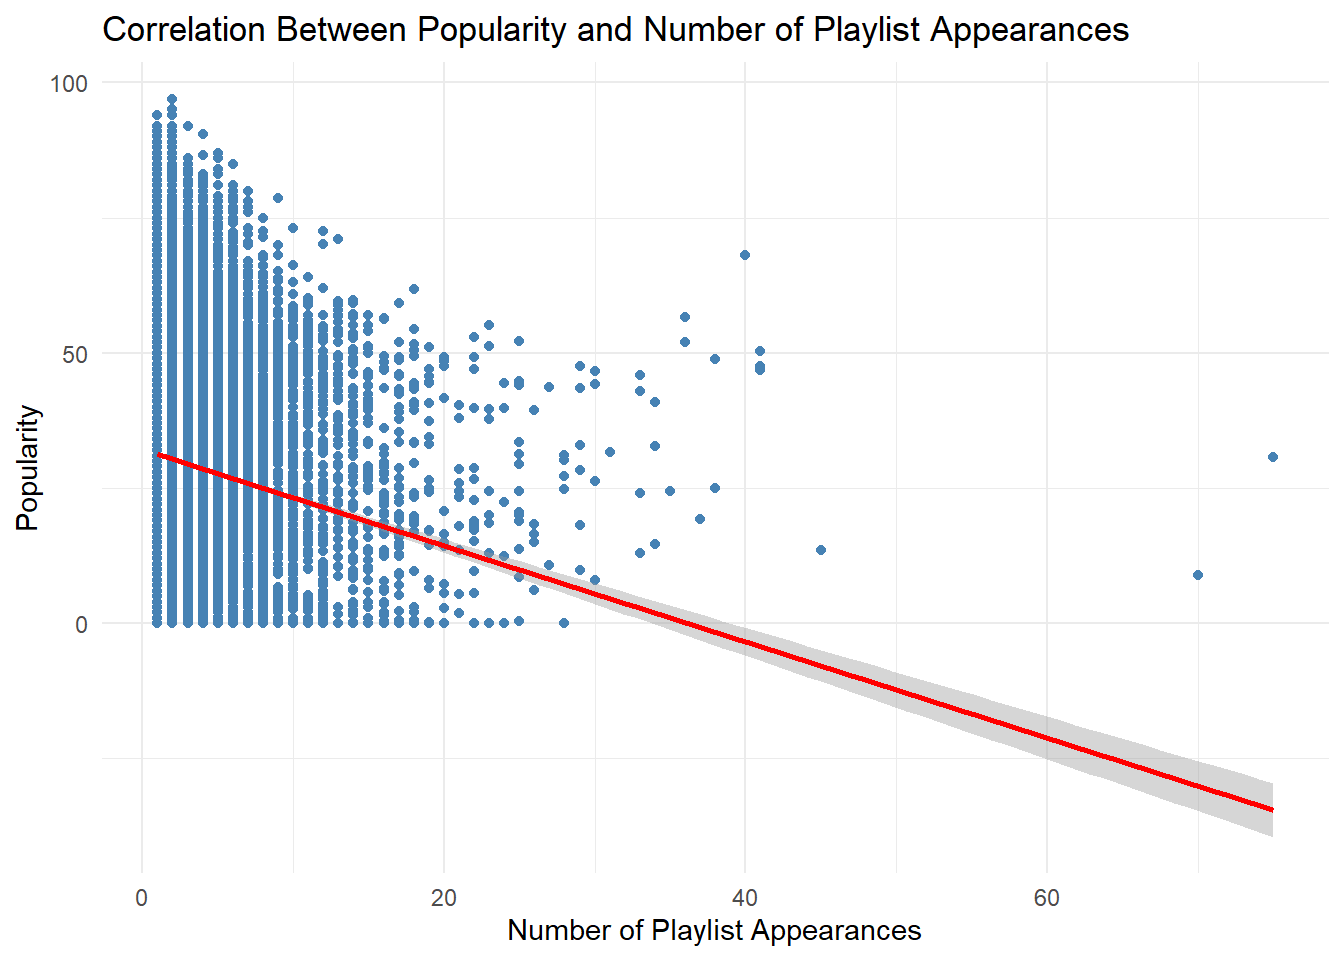 Correlation Between Popularity and Number of Playlist Appearances
100
50
0
Popularity
0 20 40 60
Number of Playlist Appearances